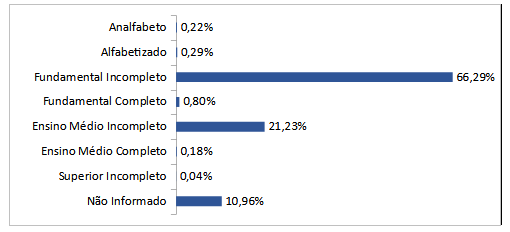 Analfabeto 0,22%
Alfabetizado 0,29%
Fundamental Incompleto 66,29%
Fundamental Completo 0,80%
Ensino Médio Incompleto 21,23%
Ensino Médio Completo 0,18%
Superior Incompleto 0,04%
Não Informado 10,96%